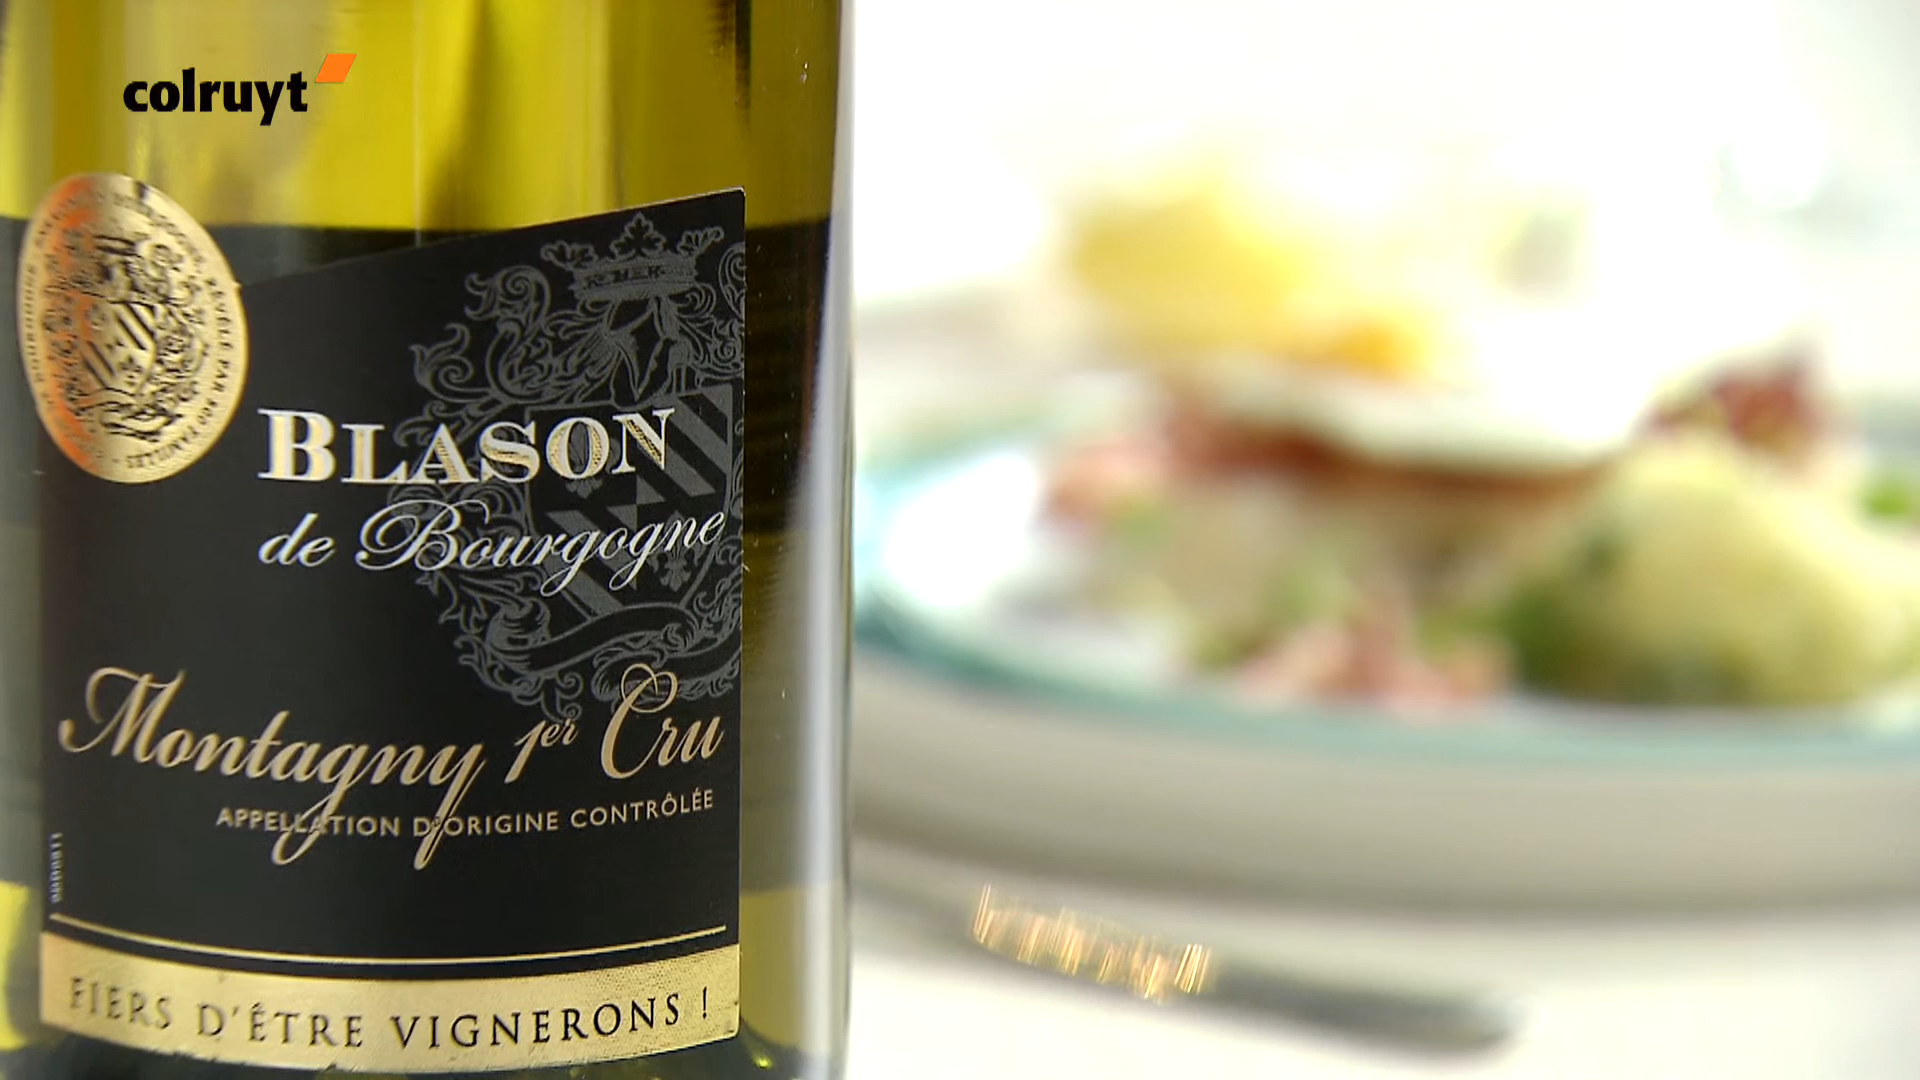 colruyt
BLASON
de Bourgogne
Montagny 1er Cru
APPELLATION D'ORIGINE CONTRÔLÉE
FIERS D'ÊTRE VIGNERONS !